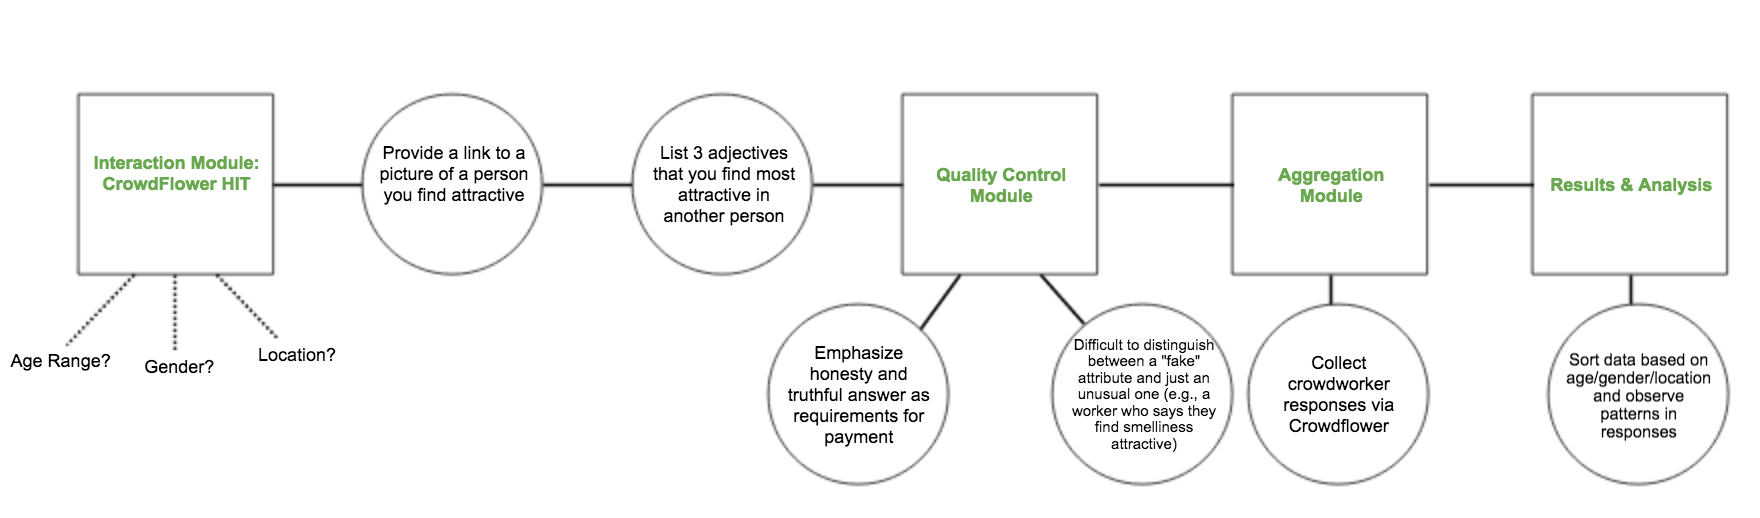 Interaction Module:
CrowdFlower HIT
Age Range?
Gender?
Location?
Provide a link to a
picture of a person
you find attractive
List 3 adjectives
that you find most
attractive in
another person
Quality Control
Module
Emphasize
honesty and
truthful answer as
requirements for
payment
Difficult to distinguish
between a "fake"
attribute and just an
unusual one (e.g., a
worker who says they
find smelliness
attractive)
Aggregation
Module
Collect
crowdworker
responses via
Crowdflower
Results & Analysis
Sort data based on
age/gender/location
and observe
patterns in
responses